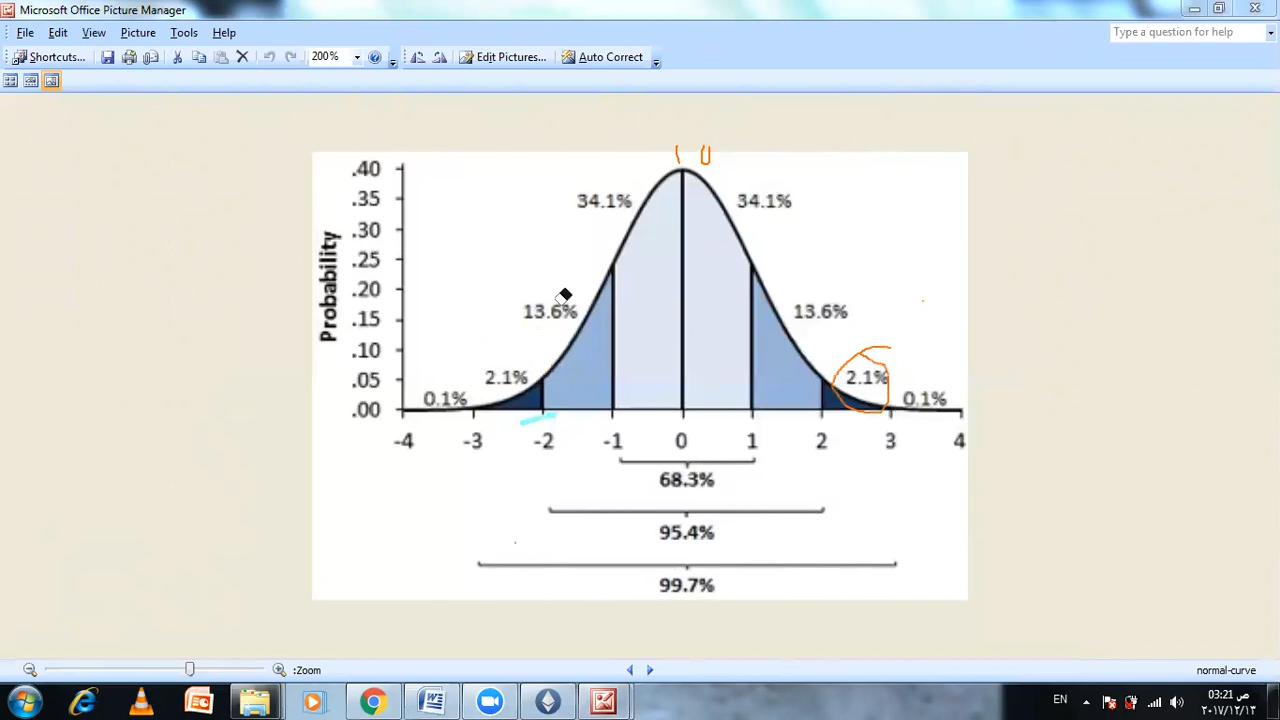 Microsoft Office Picture Manager
File Edit View Picture Tools Help
Type a question for help
Shortcuts... 200% Edit Pictures... Auto Correct
Probability
.40
.35
.30
.25
.20
.15
.10
.05
.00
34.1% 34.1%
13.6% 13.6%
2.1% 2.1%
0.1% 0.1%
-4 -3 -2 -1 0 1 2 3 4
68.3%
95.4%
99.7%
:Zoom normal-curve
EN ص 03:21
٢٠١٧/١٢/١٣